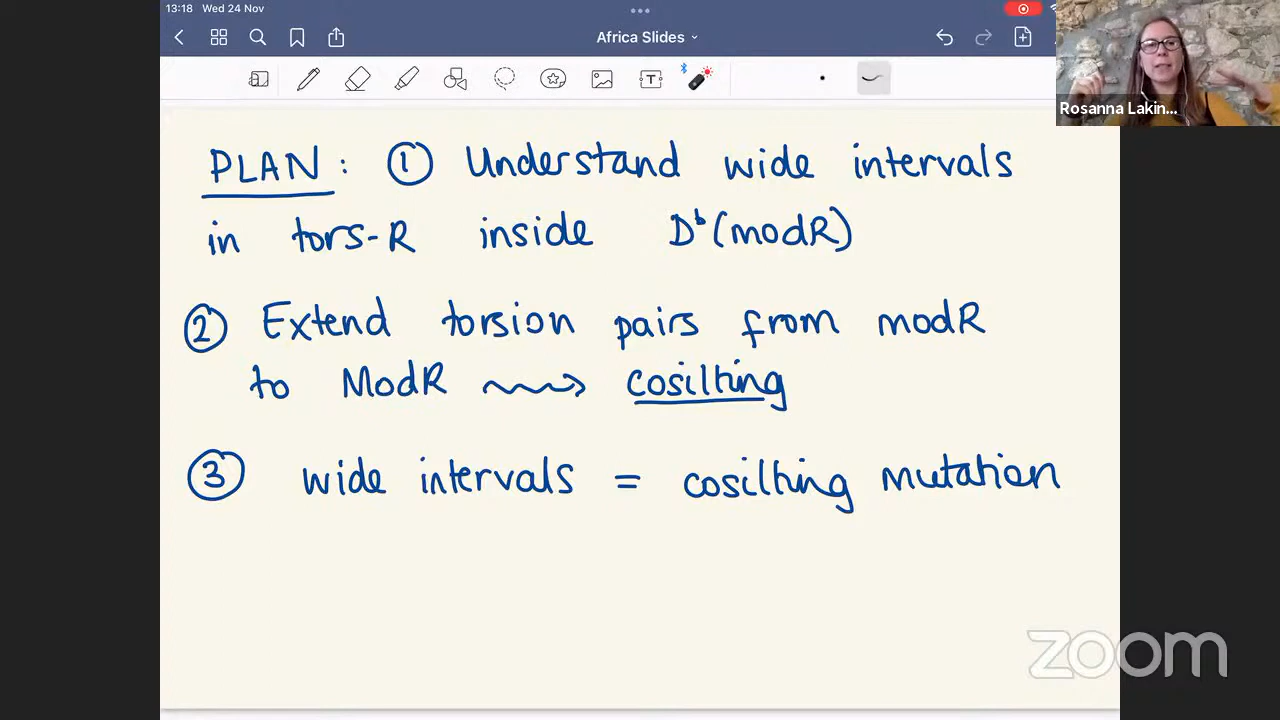 13:18 Wed 24 Nov
Africa Slides
Rosanna Lakin...
PLAN: ① Understand wide intervals
in tors-R inside Dᵇ(modR)
② Extend torsion pairs from modR
to ModR ⇝ cosilting
③ wide intervals = cosilting mutation
zoom